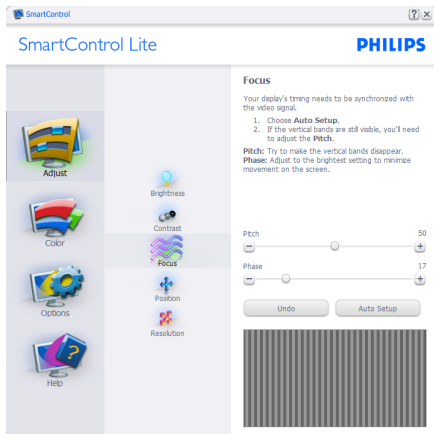 SmartControl
SmartControl Lite
PHILIPS
Adjust
Color
Options
Help
Brightness
Contrast
Focus
Position
Resolution
Focus
Your display's timing needs to be synchronized with
the video signal.
1. Choose Auto Setup.
2. If the vertical bands are still visible, you'll need
to adjust the Pitch.
Pitch: Try to make the vertical bands disappear.
Phase: Adjust to the brightest setting to minimize
movement on the screen.
Pitch 50
Phase 17
Undo Auto Setup